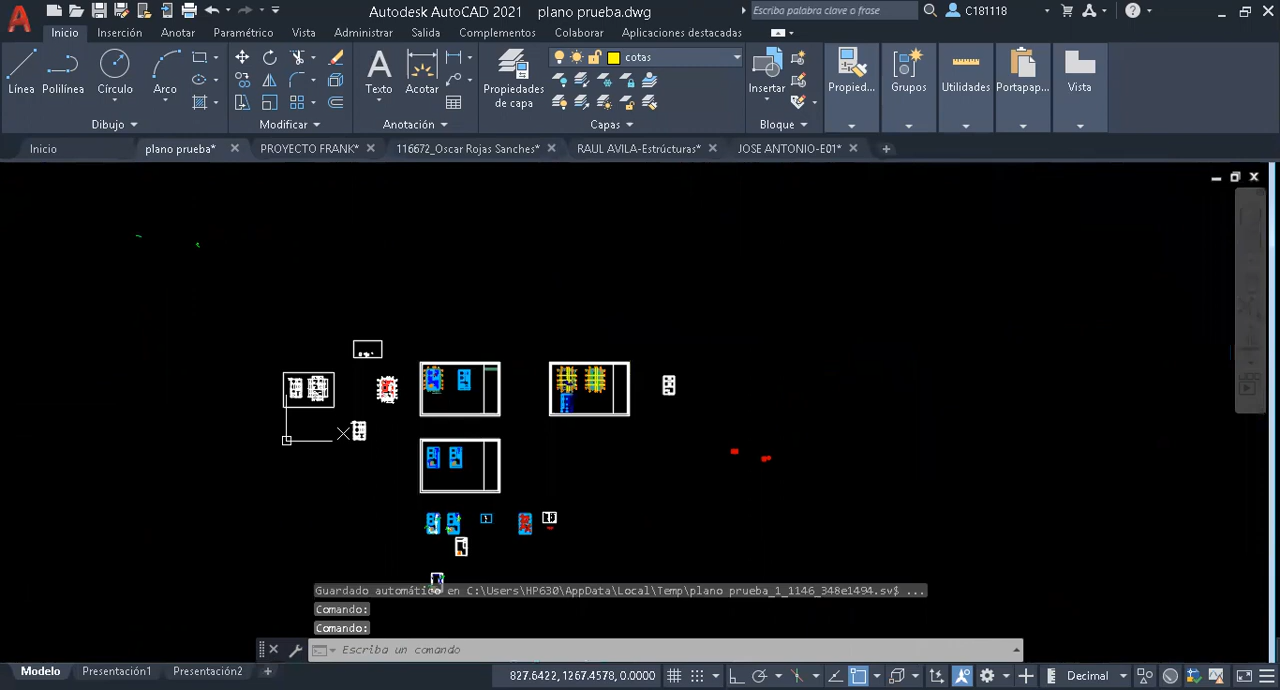 Autodesk AutoCAD 2021 plano prueba.dwg
Escriba palabra clave o frase
C181118
Inicio Inserción Anotar Paramétrico Vista Administrar Salida Complementos Colaborar Aplicaciones destacadas
cotas
Línea Polilínea Círculo Arco
Texto Acotar
Propiedades de capa
Insertar
Propied... Grupos Utilidades Portapap... Vista
Dibujo Modificar Anotación Capas Bloque
Inicio plano prueba* PROYECTO FRANK* 116672_Oscar Rojas Sanches* RAUL AVILA-Estrúcturas* JOSE ANTONIO-E01*
Guardado automático en C:\Users\HP630\AppData\Local\Temp\plano prueba_1_1146_348e1494.sv$ ...
Comando:
Comando:
Escriba un comando
Modelo Presentación1 Presentación2 827.6422, 1267.4578, 0.0000 Decimal